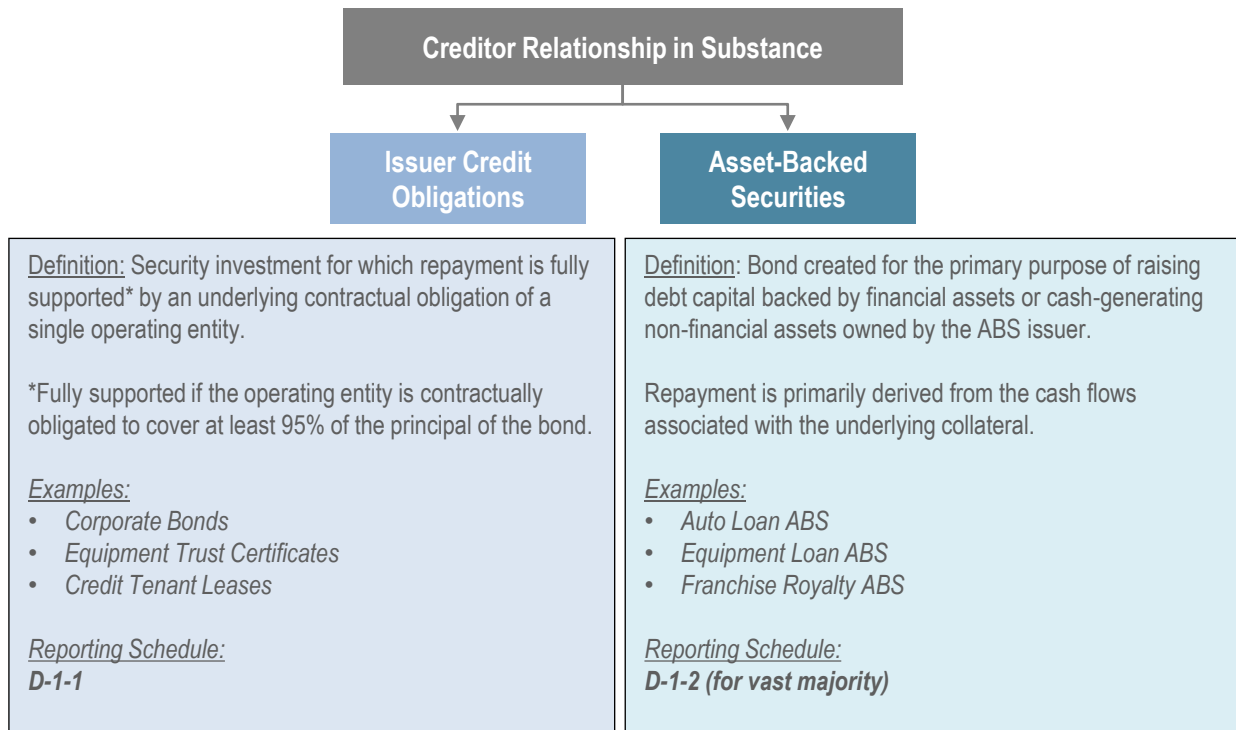 Creditor Relationship in Substance
Issuer Credit
Obligations
Asset-Backed
Securities
Definition: Security investment for which repayment is fully
supported* by an underlying contractual obligation of a
single operating entity.
*Fully supported if the operating entity is contractually
obligated to cover at least 95% of the principal of the bond.
Examples:
• Corporate Bonds
• Equipment Trust Certificates
• Credit Tenant Leases
Reporting Schedule:
D-1-1
Definition: Bond created for the primary purpose of raising
debt capital backed by financial assets or cash-generating
non-financial assets owned by the ABS issuer.
Repayment is primarily derived from the cash flows
associated with the underlying collateral.
Examples:
• Auto Loan ABS
• Equipment Loan ABS
• Franchise Royalty ABS
Reporting Schedule:
D-1-2 (for vast majority)